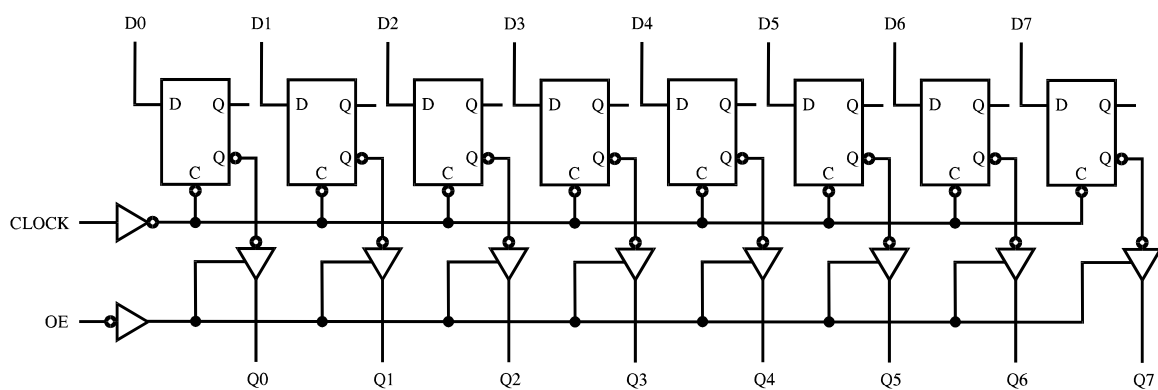 D0 D1 D2 D3 D4 D5 D6 D7
D Q D Q D Q D Q D Q D Q D Q D Q
Q Q Q Q Q Q Q Q
C C C C C C C C
CLOCK
OE
Q0 Q1 Q2 Q3 Q4 Q5 Q6 Q7